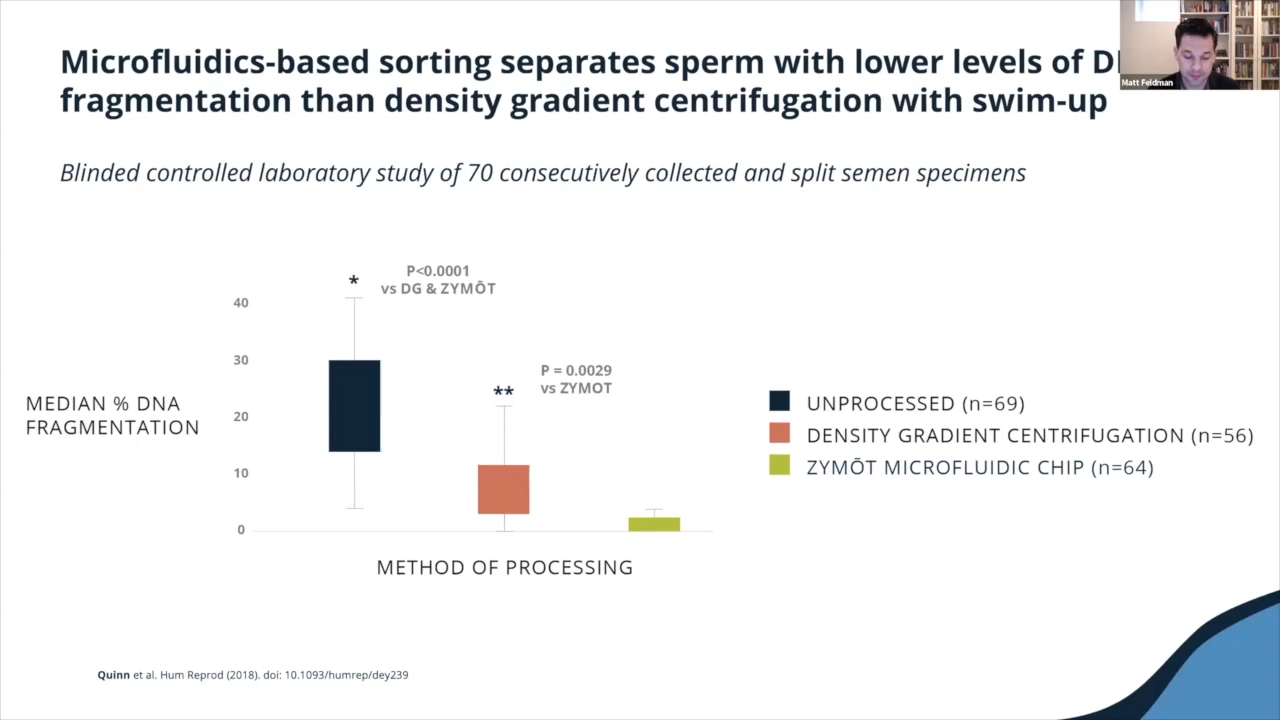 Microfluidics-based sorting separates sperm with lower levels of
fragmentation than density gradient centrifugation with swim-up
Matt Feldman
Blinded controlled laboratory study of 70 consecutively collected and split semen specimens
*
P<0.0001
vs DG & ZYMŌT
40
30
20
10
0
**
P = 0.0029
vs ZYMOT
MEDIAN % DNA
FRAGMENTATION
UNPROCESSED (n=69)
DENSITY GRADIENT CENTRIFUGATION (n=56)
ZYMŌT MICROFLUIDIC CHIP (n=64)
METHOD OF PROCESSING
Quinn et al. Hum Reprod (2018). doi: 10.1093/humrep/dey239